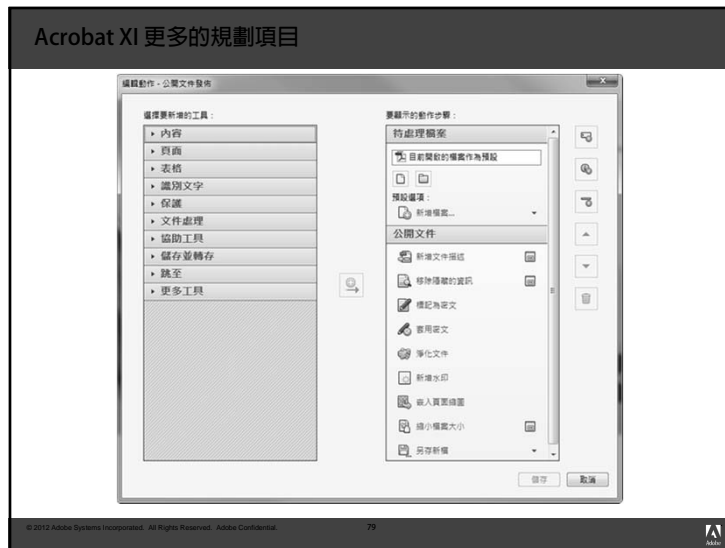 Acrobat XI 更多的規劃項目
編輯動作 - 公開文件發佈
選擇要新增的工具：
內容
頁面
表格
識別文字
保護
文件處理
協助工具
儲存並轉存
跳至
更多工具
要顯示的動作步驟：
待處理檔案
目前開啟的檔案作為預設
預設選項：
新增檔案...
公開文件
新增文件描述
移除隱藏的資訊
標記為密文
套用密文
淨化文件
新增水印
嵌入頁面縮圖
縮小檔案大小
另存新檔
儲存
取消
© 2012 Adobe Systems Incorporated. All Rights Reserved. Adobe Confidential.
79
Adobe